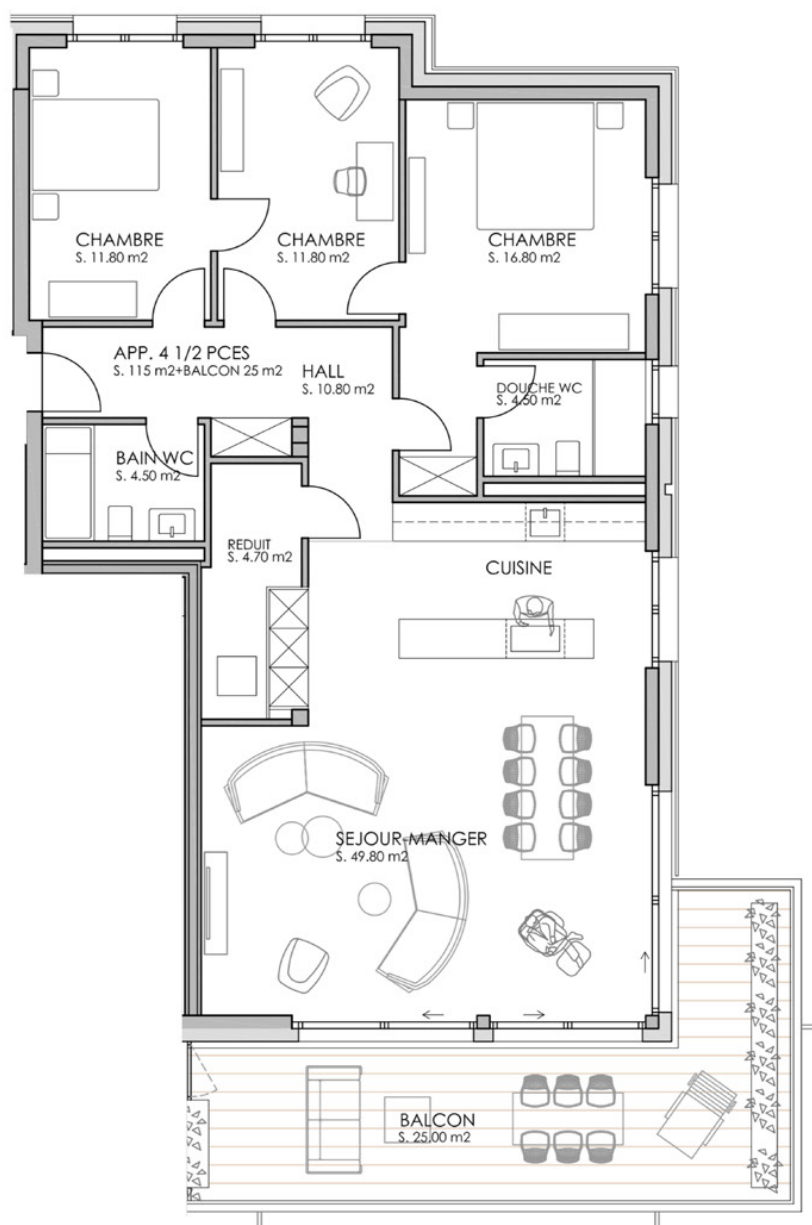 CHAMBRE
S. 11.80 m2
CHAMBRE
S. 11.80 m2
CHAMBRE
S. 16.80 m2
APP. 4 1/2 PCES
S. 115 m2+BALCON 25 m2
HALL
S. 10.80 m2
DOUCHE WC
S. 4.50 m2
BAIN WC
S. 4.50 m2
REDUIT
S. 4.70 m2
CUISINE
SEJOUR-MANGER
S. 49.80 m2
BALCON
S. 25.00 m2